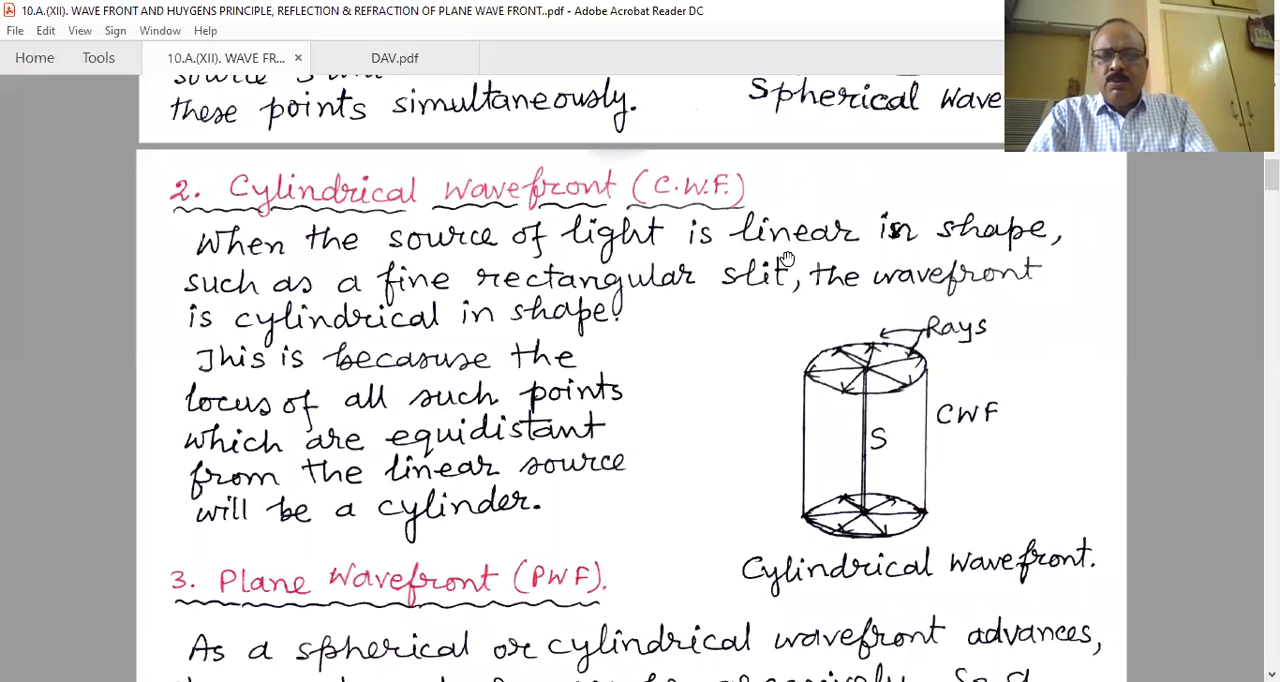 10.A.(XII). WAVE FRONT AND HUYGENS PRINCIPLE, REFLECTION & REFRACTION OF PLANE WAVE FRONT..pdf - Adobe Acrobat Reader DC
File Edit View Sign Window Help
Home Tools 10.A.(XII). WAVE FR... × DAV.pdf
these points simultaneously.
Spherical Wave
2. Cylindrical Wavefront (C.W.F.)
When the source of light is linear in shape,
such as a fine rectangular slit, the wavefront
is cylindrical in shape.
This is becasuse the
locus of all such points
which are equidistant
from the linear source
will be a cylinder.
Rays
CWF
S
Cylindrical Wavefront.
3. Plane Wavefront (PWF).
As a spherical or cylindrical wavefront advances,